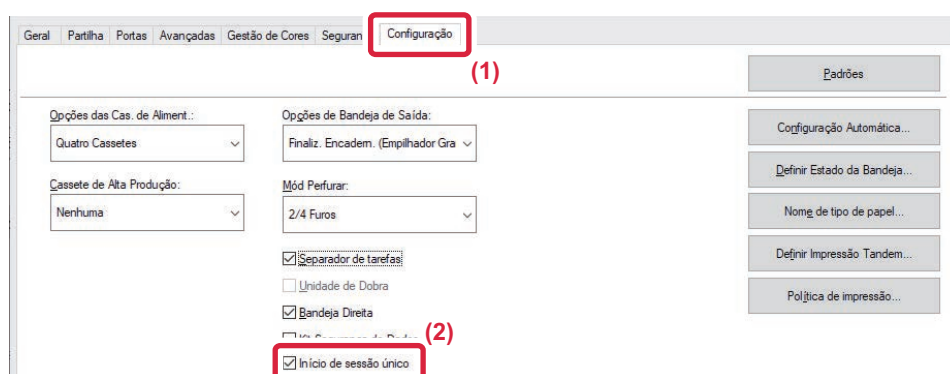 Geral Partilha Portas Avançadas Gestão de Cores Seguran Configuração
(1)
Padrões
Opções das Cas. de Aliment.:
Quatro Cassetes
Cassete de Alta Produção:
Nenhuma
Opções de Bandeja de Saída:
Finaliz. Encadern. (Empilhador Gra
Mód Perfurar:
2/4 Furos
Separador de tarefas
Unidade de Dobra
Bandeja Direita
(2)
Início de sessão único
Configuração Automática...
Definir Estado da Bandeja...
Nome de tipo de papel...
Definir Impressão Tandem...
Política de impressão...